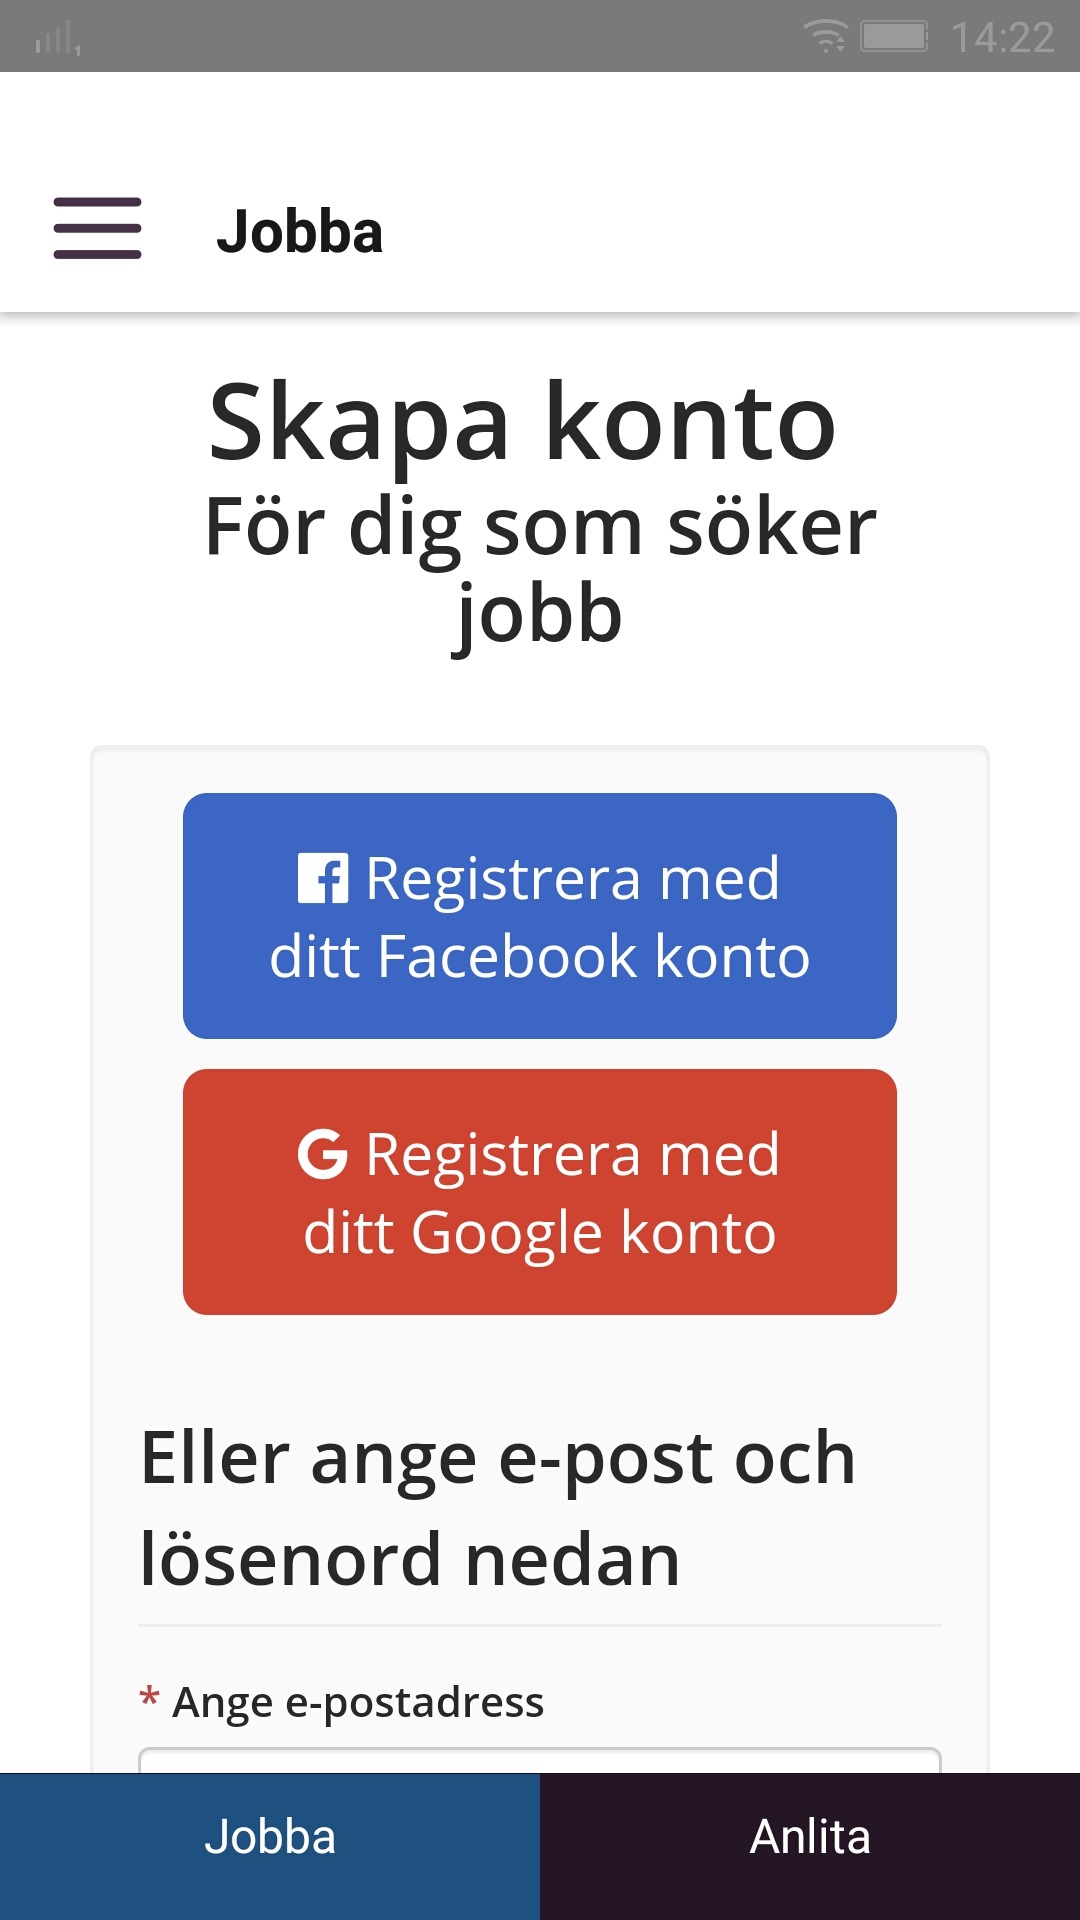 14:22
Jobba
Skapa konto
För dig som söker
jobb
Registrera med
ditt Facebook konto
Registrera med
ditt Google konto
Eller ange e-post och
lösenord nedan
* Ange e-postadress
Jobba
Anlita